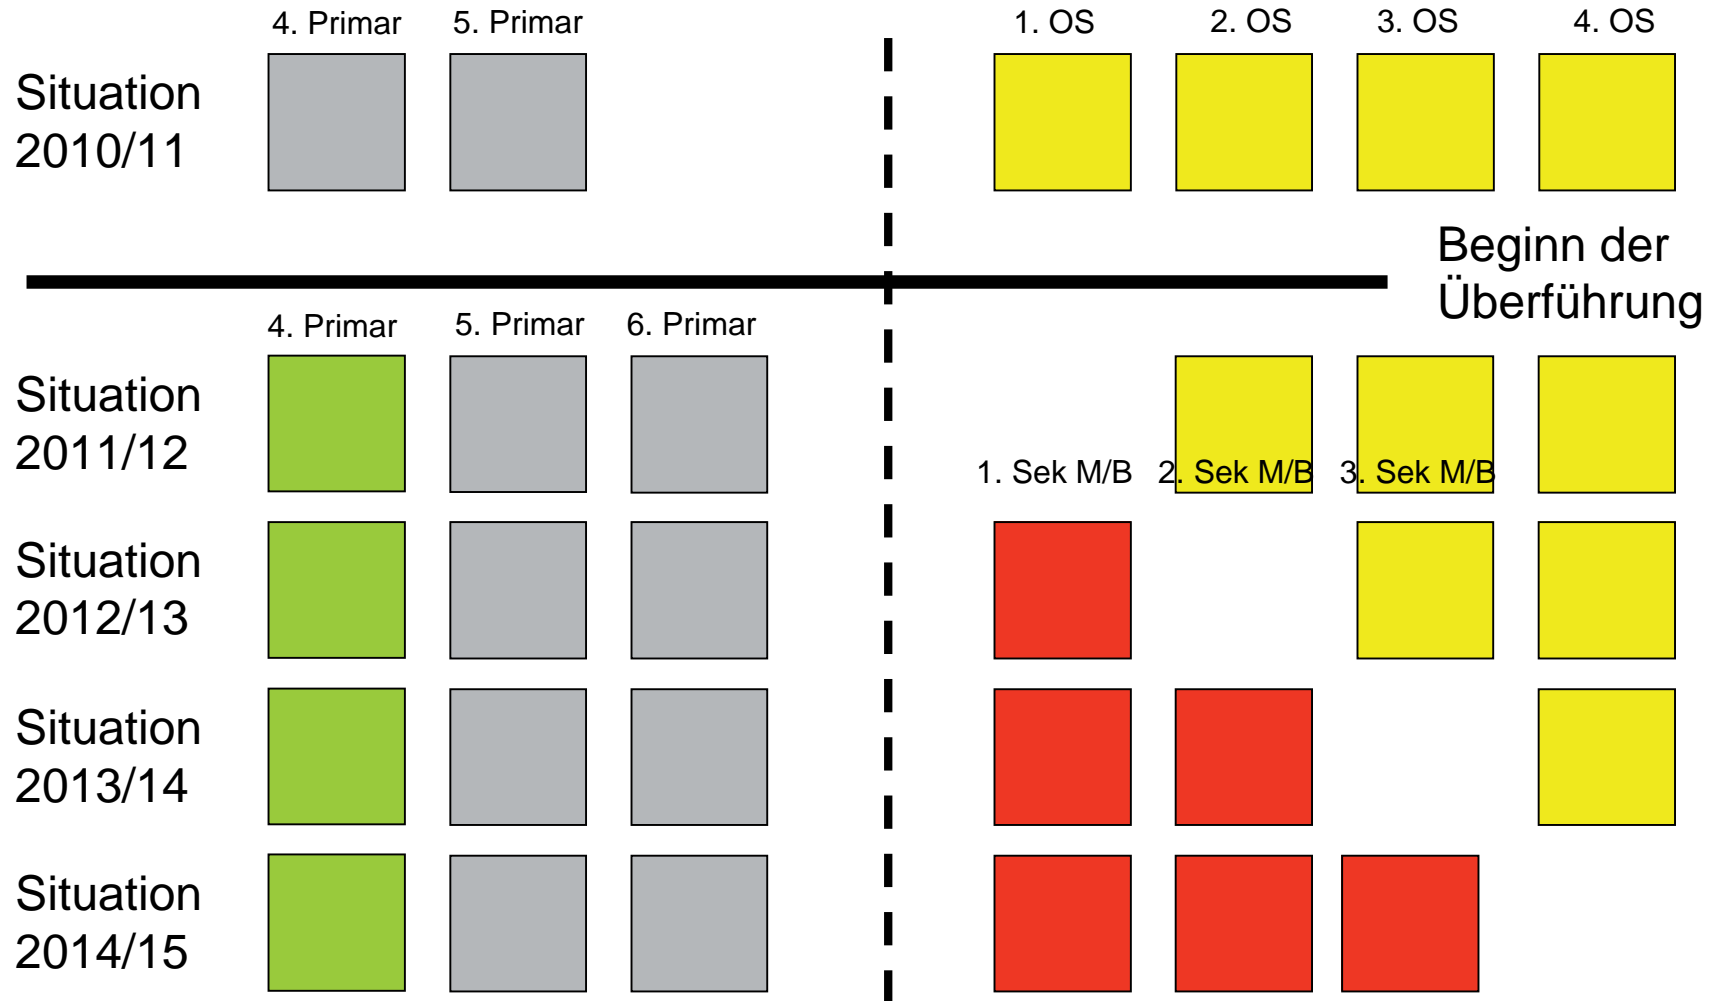 4. Primar 5. Primar 1. OS 2. OS 3. OS 4. OS
Situation
2010/11
Beginn der
Überführung
4. Primar 5. Primar 6. Primar
Situation
2011/12
1. Sek M/B 2. Sek M/B 3. Sek M/B
Situation
2012/13
Situation
2013/14
Situation
2014/15